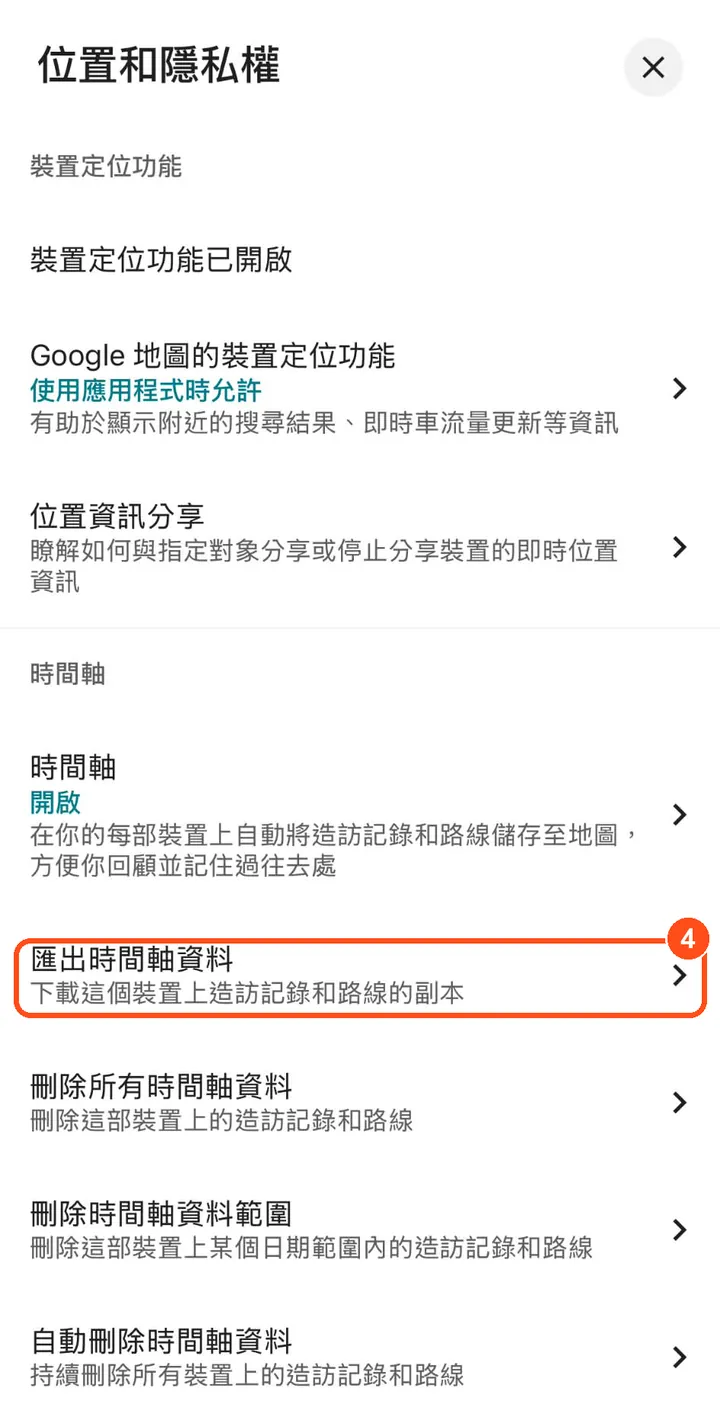 位置和隱私權
裝置定位功能
裝置定位功能已開啟
Google 地圖的裝置定位功能
使用應用程式時允許
有助於顯示附近的搜尋結果、即時車流量更新等資訊
位置資訊分享
瞭解如何與指定對象分享或停止分享裝置的即時位置
資訊
時間軸
時間軸
開啟
在你的每部裝置上自動將造訪記錄和路線儲存至地圖，
方便你回顧並記住過往去處
4
匯出時間軸資料
下載這個裝置上造訪記錄和路線的副本
刪除所有時間軸資料
刪除這部裝置上的造訪記錄和路線
刪除時間軸資料範圍
刪除這部裝置上某個日期範圍內的造訪記錄和路線
自動刪除時間軸資料
持續刪除所有裝置上的造訪記錄和路線